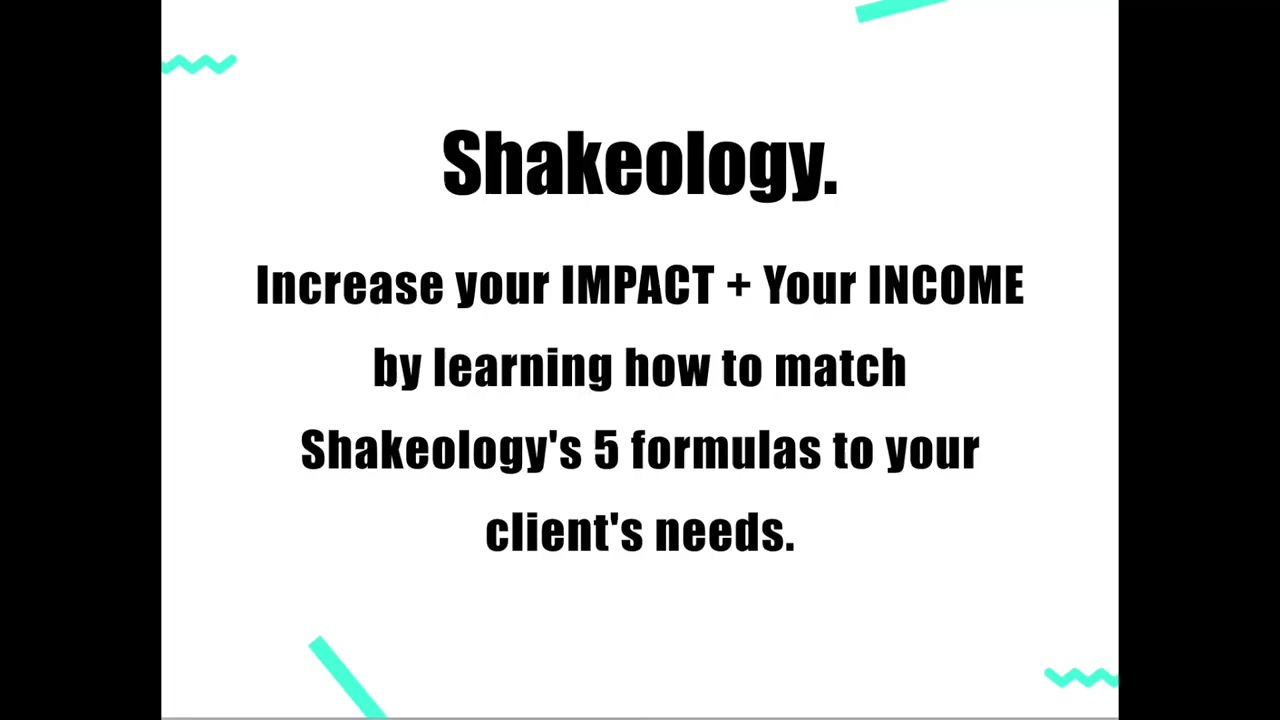 Shakeology.
Increase your IMPACT + Your INCOME
by learning how to match
Shakeology's 5 formulas to your
client's needs.